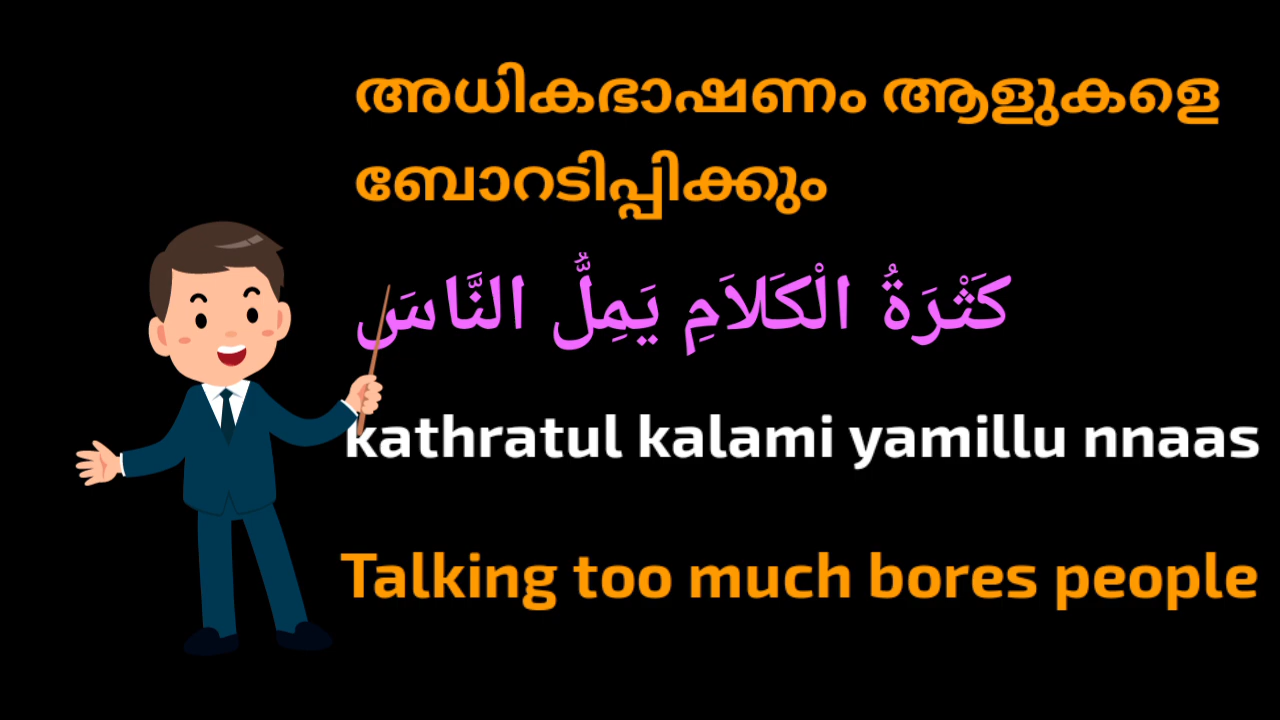 അധികഭാഷണം ആളുകളെ
ബോറടിപ്പിക്കും
كَثْرَةُ الْكَلاَمِ يَمِلُّ النَّاسَ
kathratul kalami yamillu nnaas
Talking too much bores people